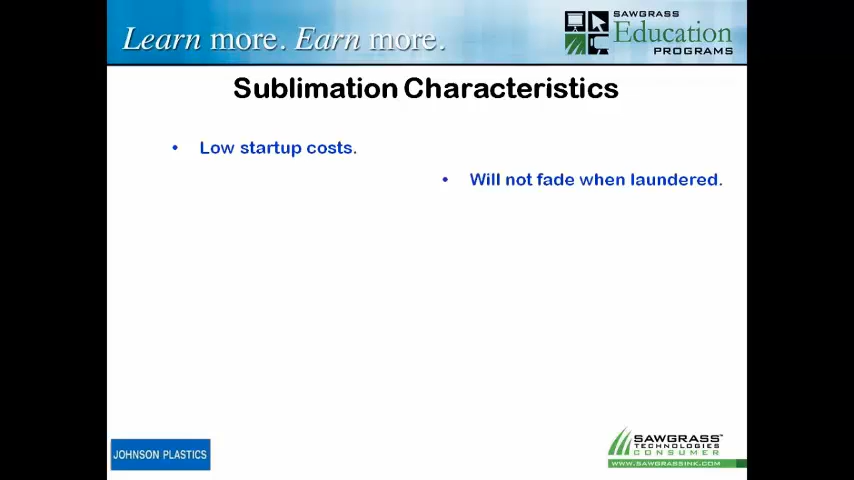 Learn more. Earn more.
SAWGRASS
Education
PROGRAMS
Sublimation Characteristics
• Low startup costs.
• Will not fade when laundered.
JOHNSON PLASTICS
SAWGRASS™
TECHNOLOGIES
CONSUMER
WWW.SAWGRASSINK.COM